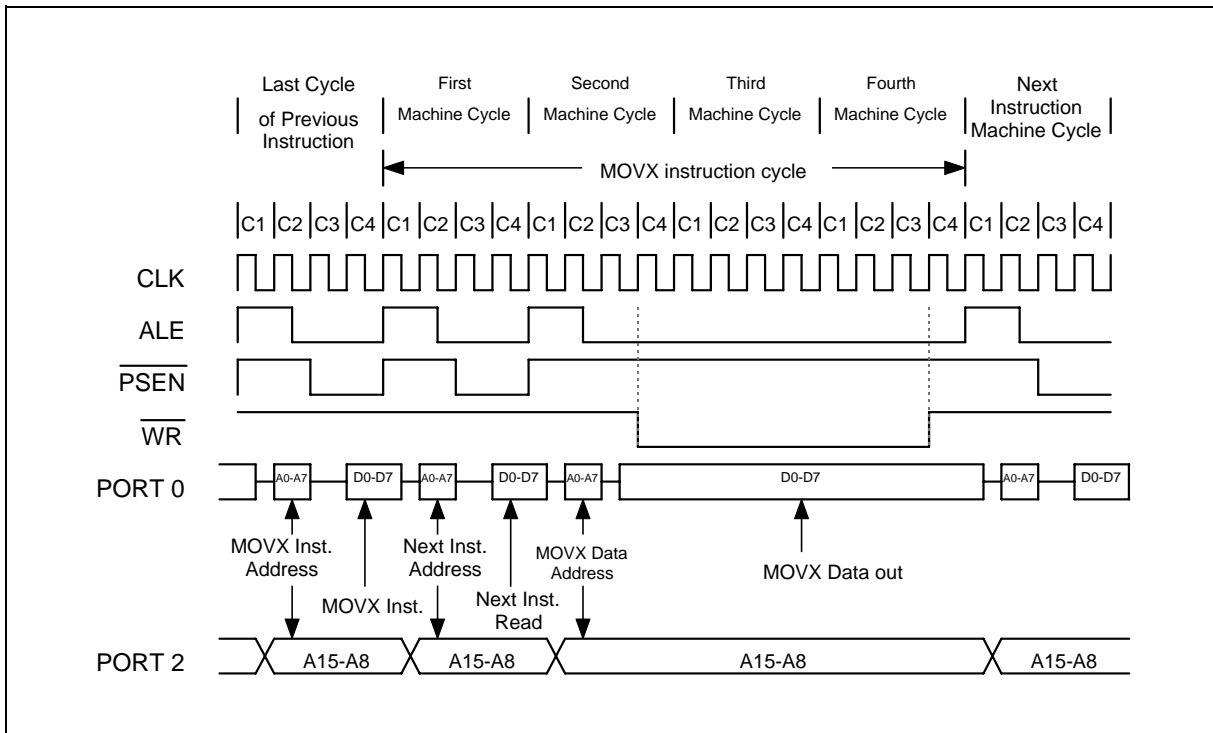 Last Cycle
of Previous
Instruction
First
Machine Cycle
Second
Machine Cycle
Third
Machine Cycle
Fourth
Machine Cycle
Next
Instruction
Machine Cycle
MOVX instruction cycle
C1 C2 C3 C4 C1 C2 C3 C4 C1 C2 C3 C4 C1 C2 C3 C4 C1 C2 C3 C4 C1 C2 C3 C4
CLK
ALE
PSEN
WR
PORT 0
A0-A7 D0-D7 A0-A7 D0-D7 A0-A7 D0-D7 A0-A7 D0-D7
MOVX Inst.
Address
MOVX Inst.
Next Inst.
Address
Next Inst.
Read
MOVX Data
Address
MOVX Data out
PORT 2
A15-A8 A15-A8 A15-A8 A15-A8